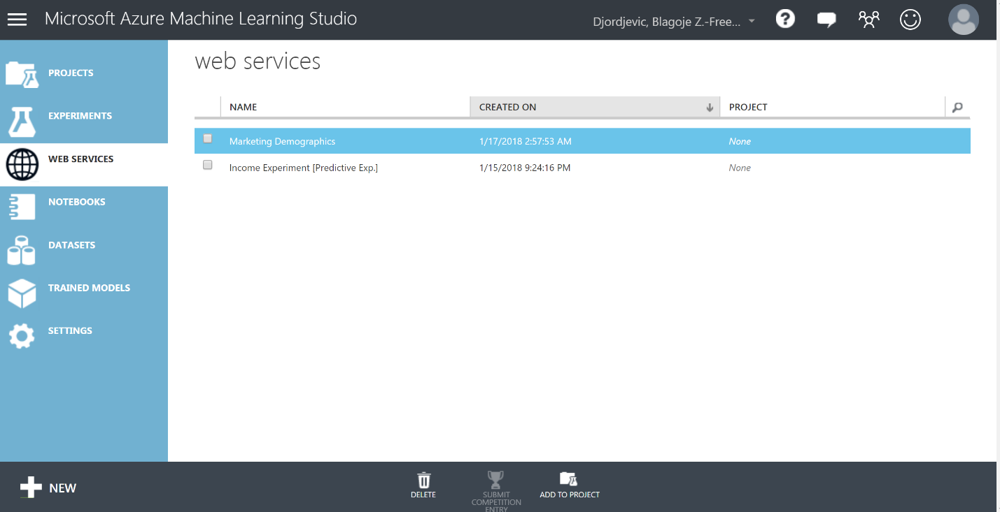 Microsoft Azure Machine Learning Studio
Djordjevic, Blagoje Z.-Free...
?
PROJECTS
EXPERIMENTS
WEB SERVICES
NOTEBOOKS
DATASETS
TRAINED MODELS
SETTINGS
web services
NAME CREATED ON PROJECT
Marketing Demographics 1/17/2018 2:57:53 AM None
Income Experiment [Predictive Exp.] 1/15/2018 9:24:16 PM None
NEW
DELETE
SUBMIT
COMPETITION
ENTRY
ADD TO PROJECT